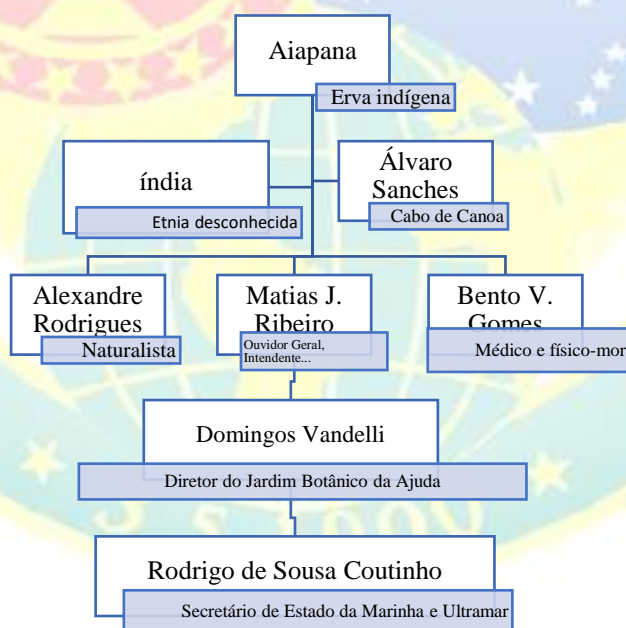 Aiapana
Erva indígena
índia
Etnia desconhecida
Álvaro
Sanches
Cabo de Canoa
Alexandre
Rodrigues
Naturalista
Matias J.
Ribeiro
Ouvidor Geral,
Intendente...
Bento V.
Gomes
Médico e físico-mor
Domingos Vandelli
Diretor do Jardim Botânico da Ajuda
Rodrigo de Sousa Coutinho
Secretário de Estado da Marinha e Ultramar